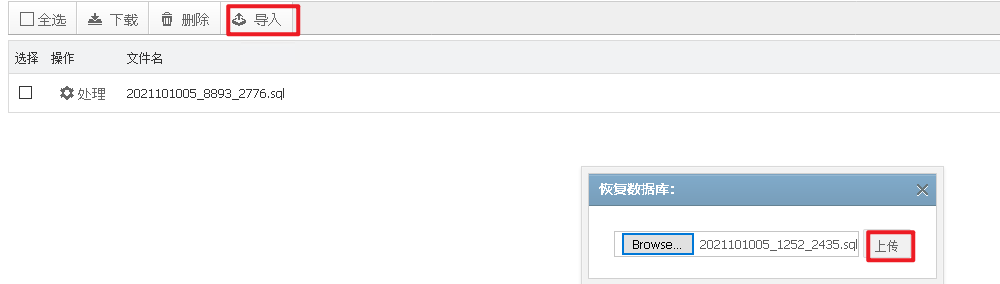 全选 下载 删除 导入
选择 操作 文件名
处理 2021101005_8893_2776.sql
恢复数据库:
Browse... 2021101005_1252_2435.sql 上传